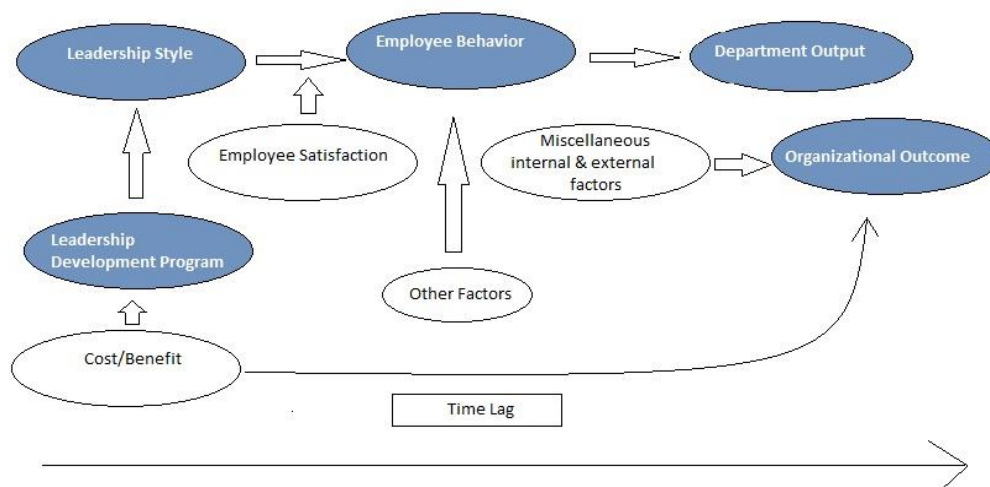 Leadership Style
Employee Behavior
Department Output
Employee Satisfaction
Miscellaneous
internal & external
factors
Organizational Outcome
Leadership
Development Program
Other Factors
Cost/Benefit
Time Lag